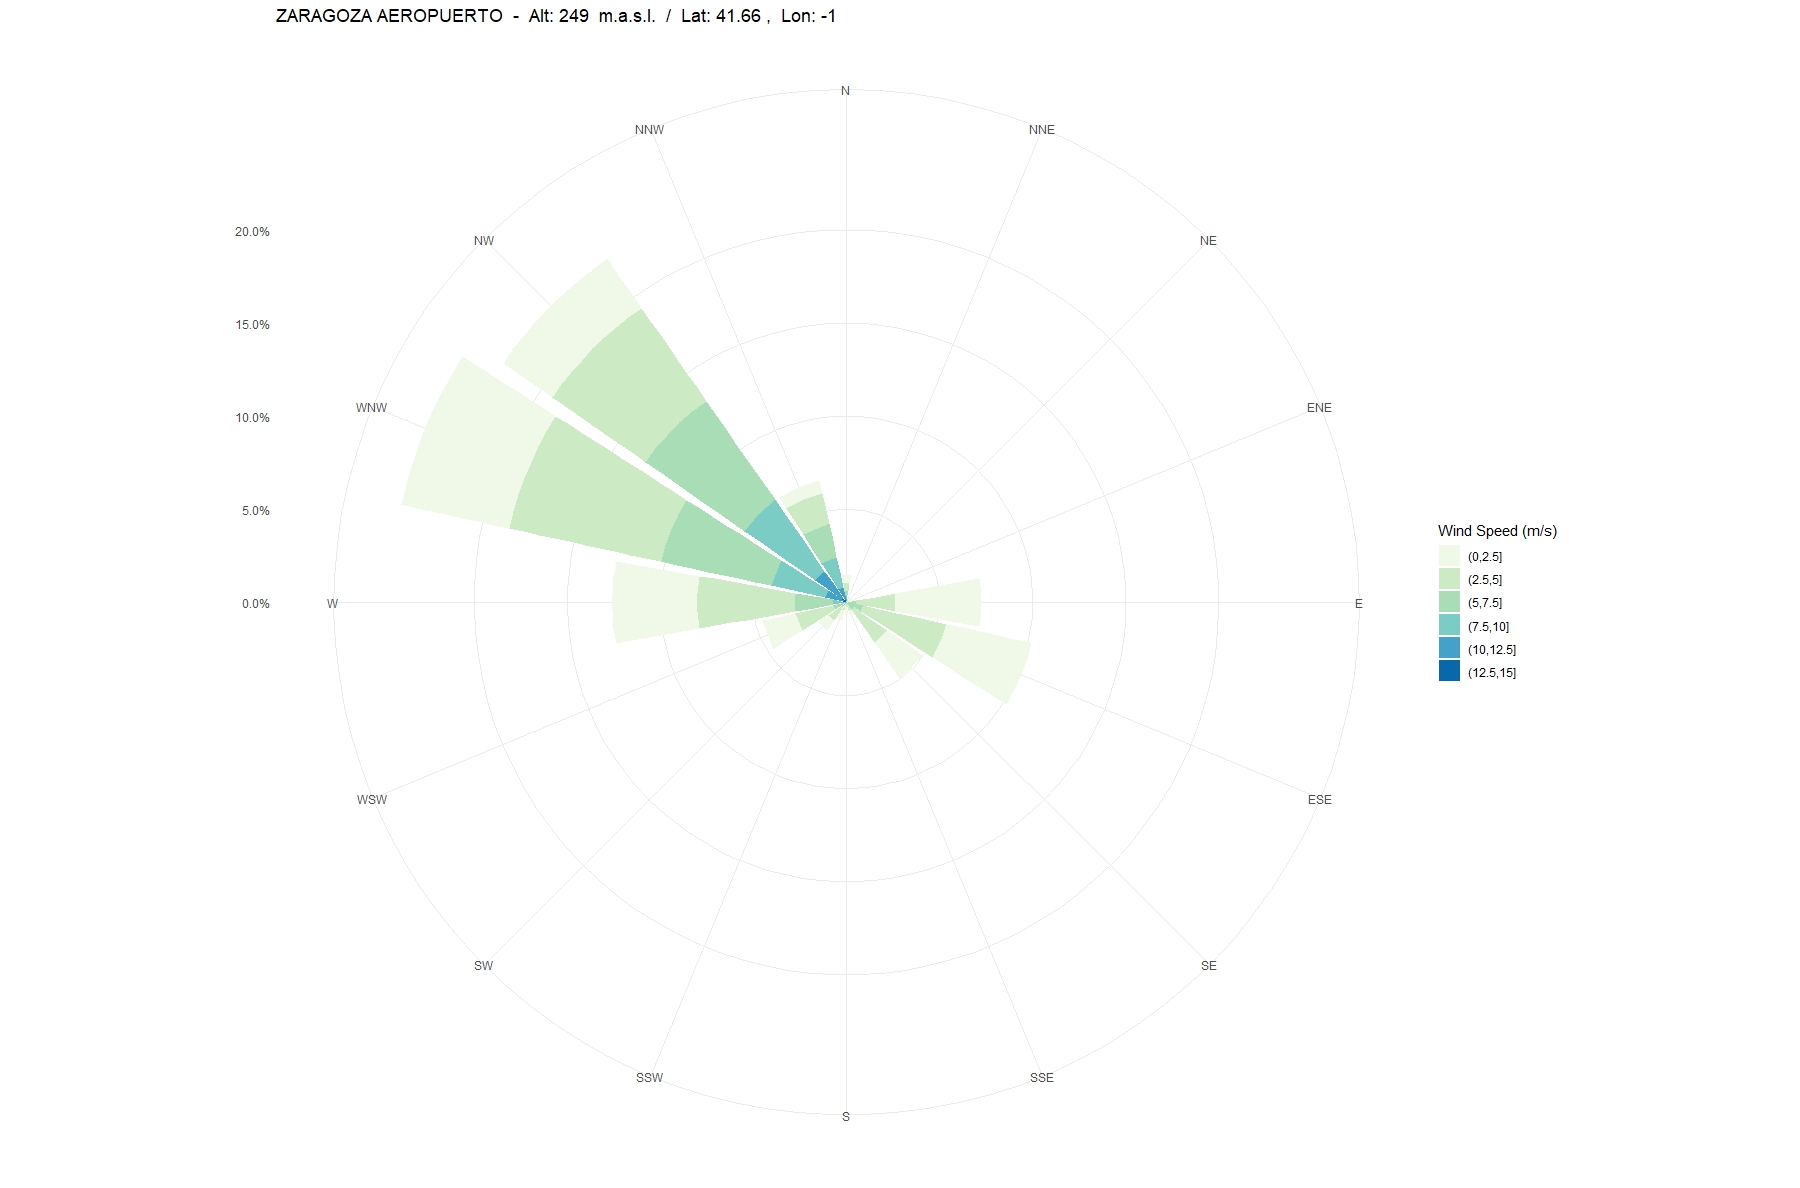 ZARAGOZA AEROPUERTO - Alt: 249 m.a.s.l. / Lat: 41.66 , Lon: -1
N
NNW
NNE
20.0%
NW
NE
15.0%
WNW
ENE
10.0%
5.0%
0.0%
W
E
Wind Speed (m/s)
(0,2.5]
(2.5,5]
(5,7.5]
(7.5,10]
(10,12.5]
(12.5,15]
WSW
ESE
SW
SE
SSW
SSE
S